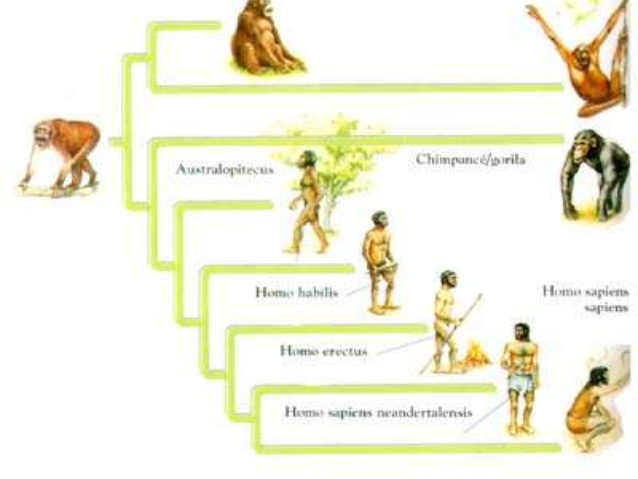 Chimpancé/gorila
Australopitecus
Homo habilis
Homo sapiens
sapiens
Homo erectus
Homo sapiens neandertalensis